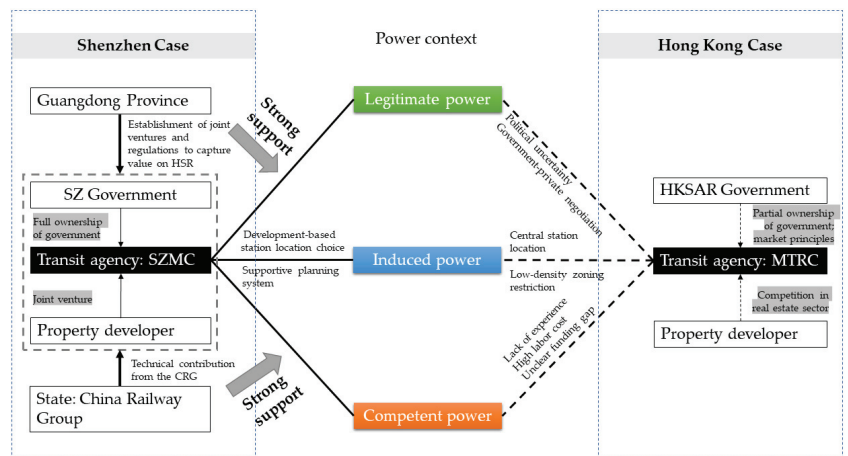 Shenzhen Case
Guangdong Province
Establishment of joint
ventures and
regulations to capture
value on HSR
SZ Government
Full ownership
of government
Transit agency: SZMC
Joint venture
Property developer
Technical contribution
from the CRG
State: China Railway
Group
Strong
support
Development-based
station location choice
Supportive planning
system
Strong
support
Power context
Legitimate power
Induced power
Competent power
Political uncertainty
Government-private negotiation
Central station
location
Low-density zoning
restriction
Lack of experience
High labor cost
Unclear funding gap
Hong Kong Case
HKSAR Government
Partial ownership
of government;
market principles
Transit agency: MTRC
Competition in
real estate sector
Property developer